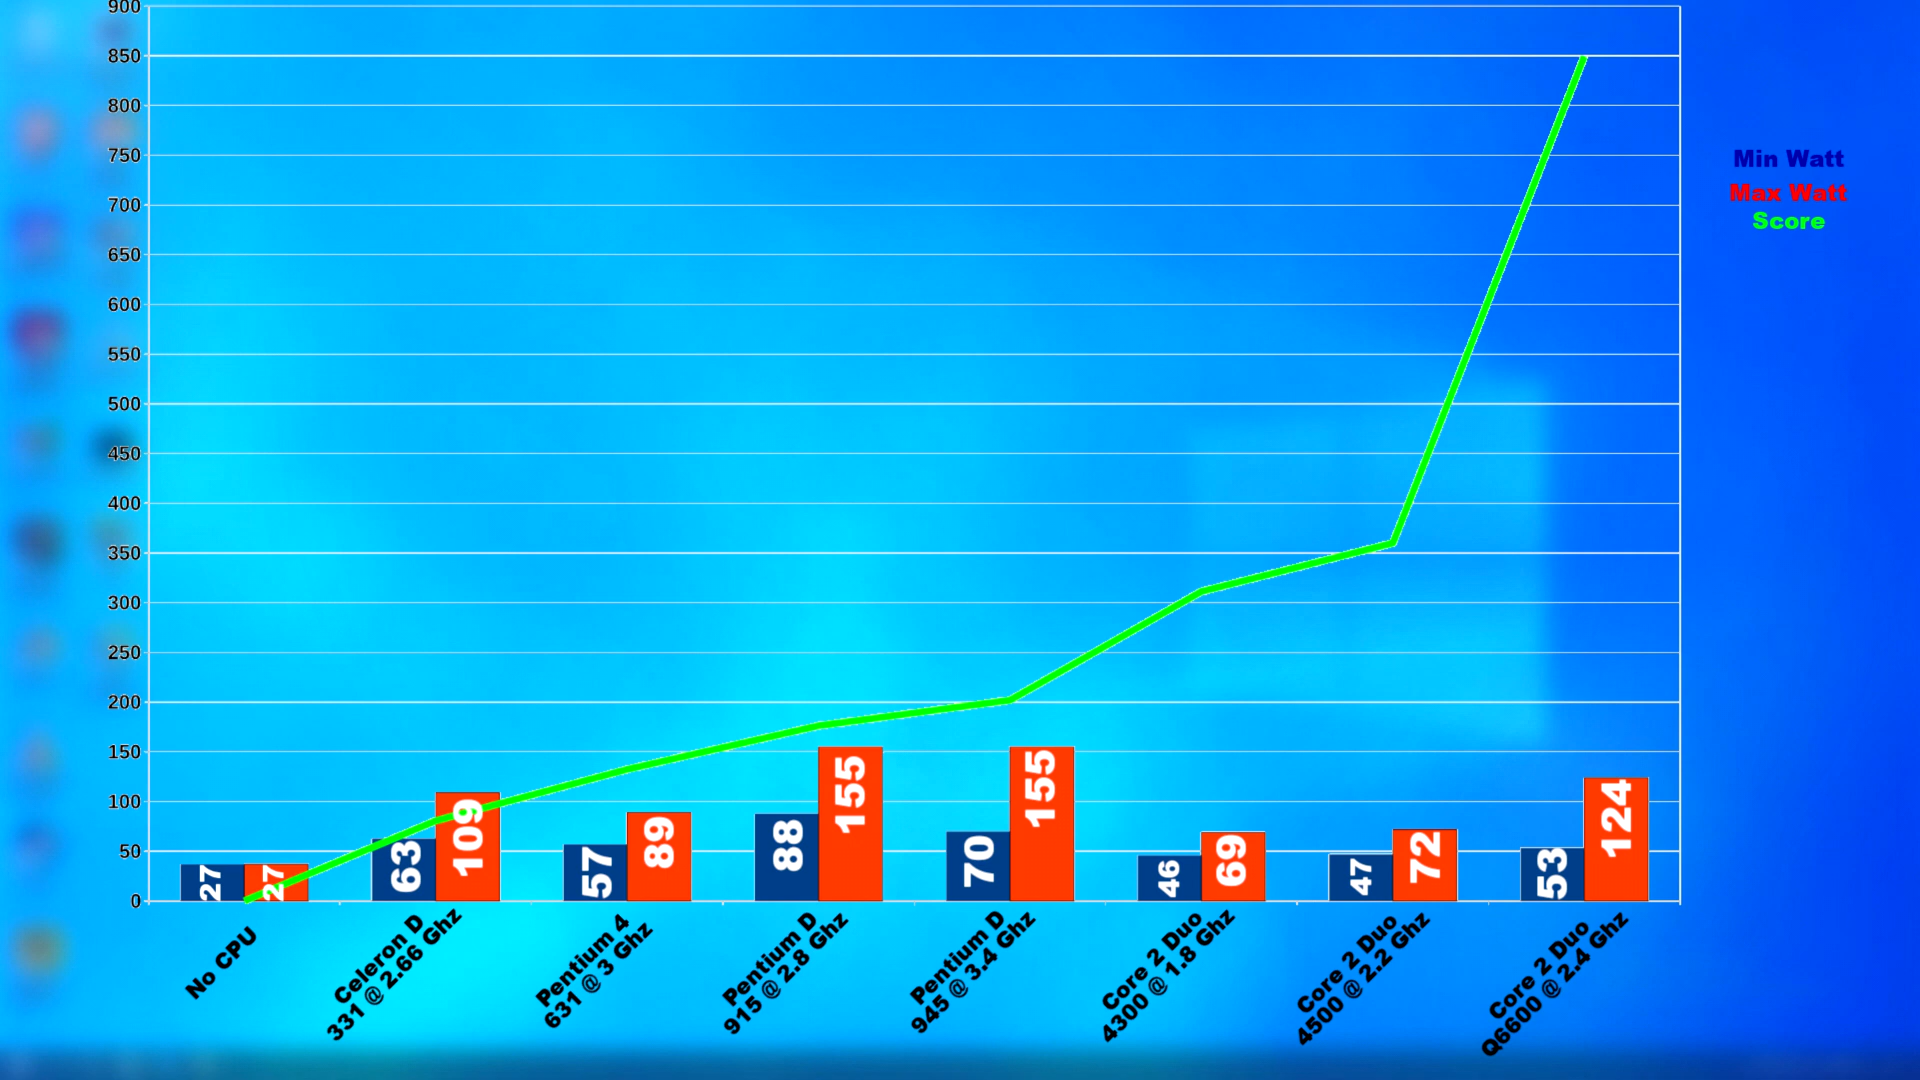 900
850
800
750
700
650
600
550
500
450
400
350
300
250
200
150
100
50
0
Min Watt
Max Watt
Score
27
27
63
109
57
89
88
155
70
155
46
69
47
72
53
124
No CPU
Celeron D
331 @ 2.66 Ghz
Pentium 4
631 @ 3 Ghz
Pentium D
915 @ 2.8 Ghz
Pentium D
945 @ 3.4 Ghz
Core 2 Duo
4300 @ 1.8 Ghz
Core 2 Duo
4500 @ 2.2 Ghz
Core 2 Duo
Q6600 @ 2.4 Ghz